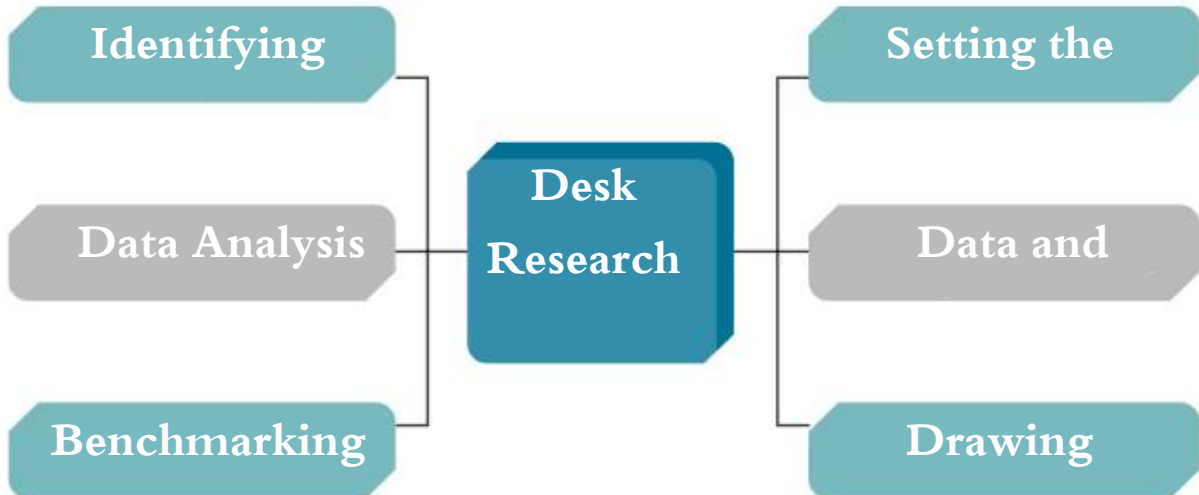 Identifying
Setting the
Desk
Research
Data Analysis
Data and
Benchmarking
Drawing